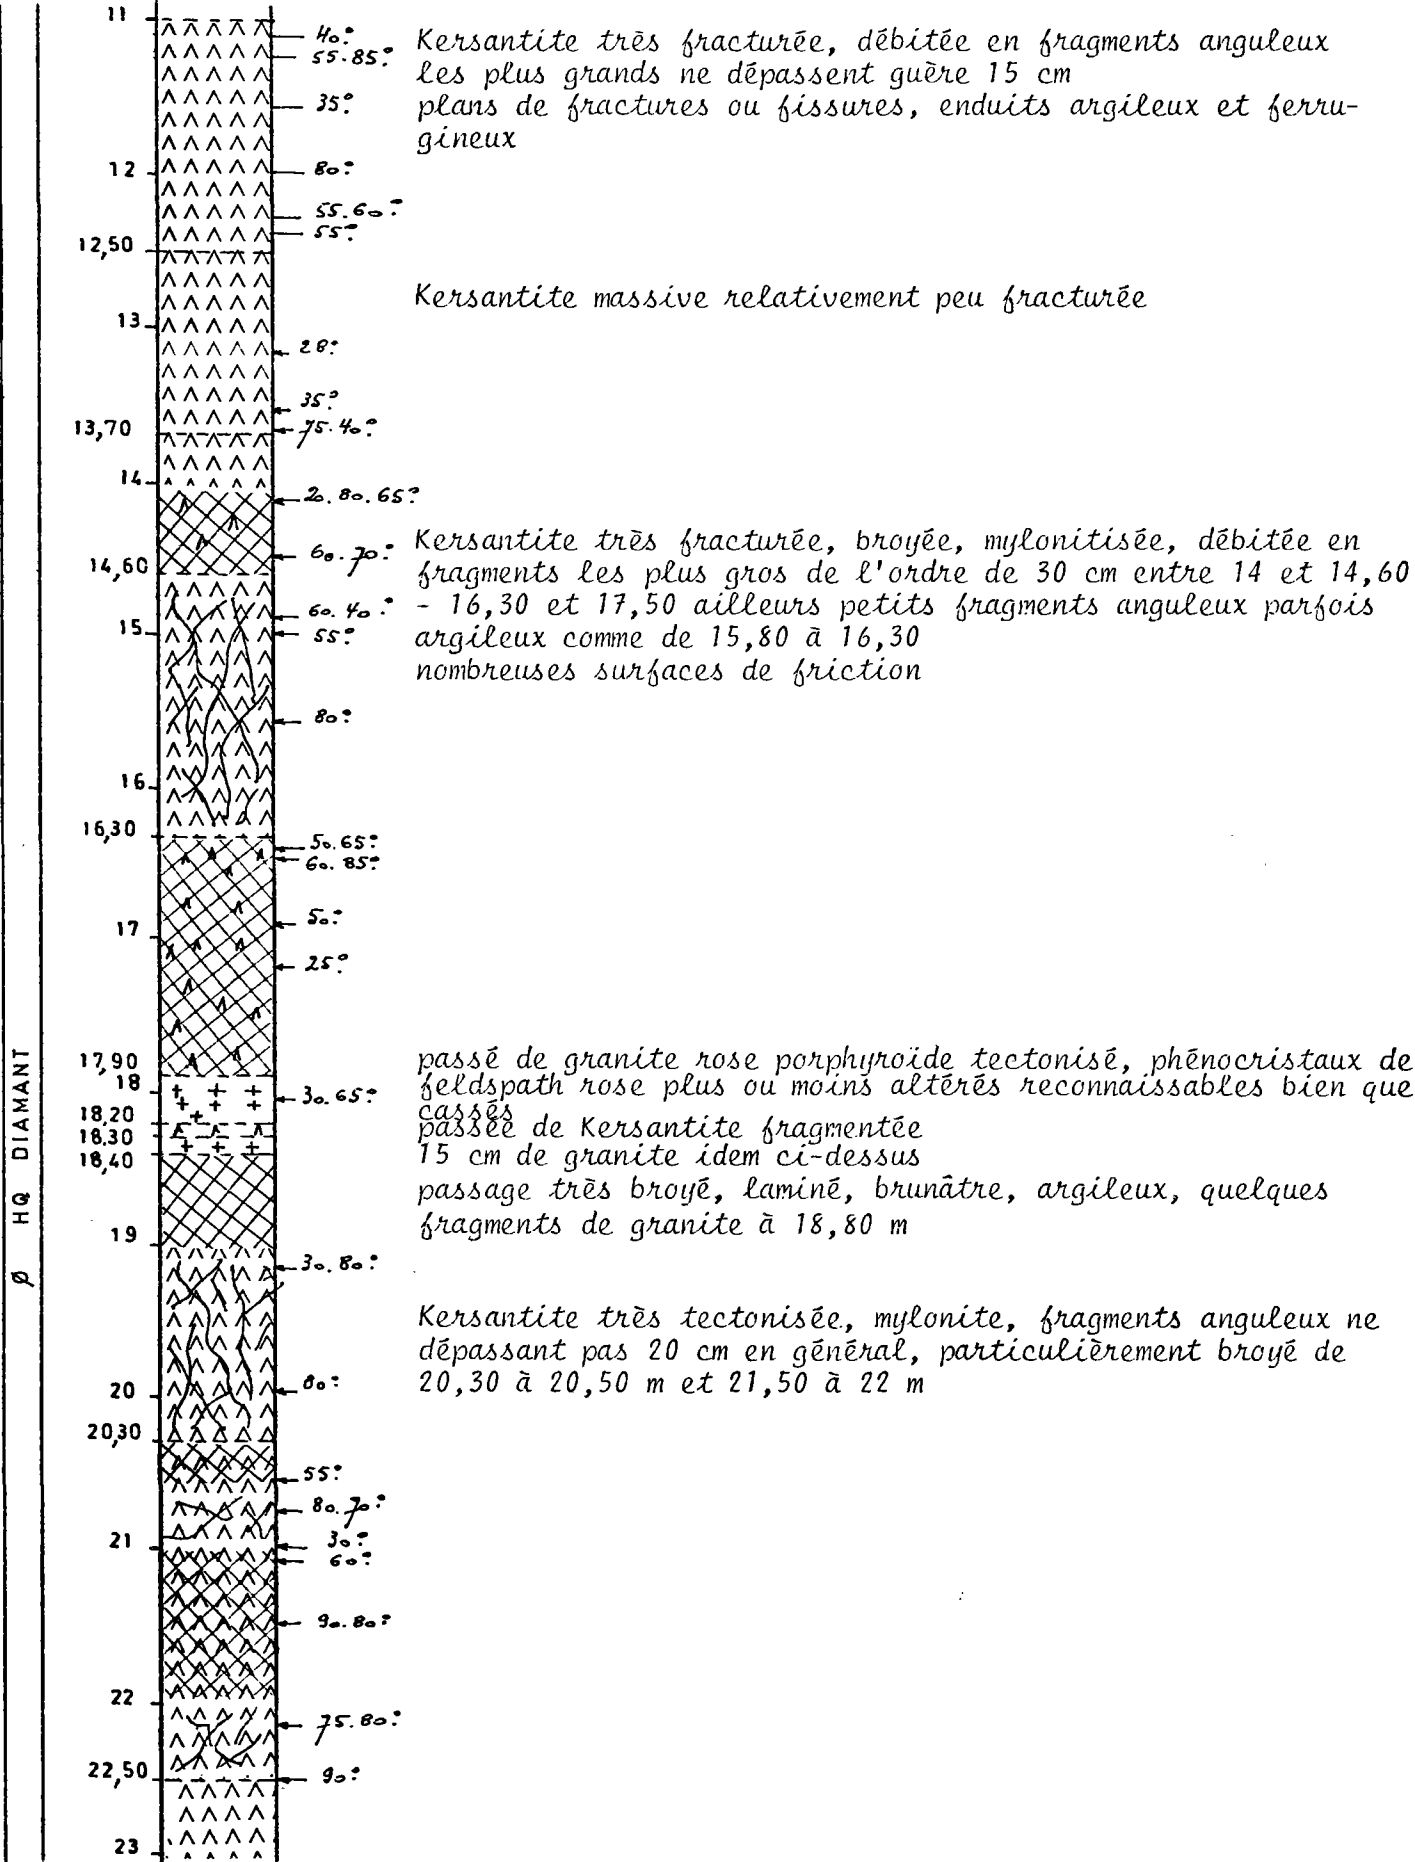 11
40°
55.85°
Kersantite très fracturée, débitée en fragments anguleux
les plus grands ne dépassent guère 15 cm
35°
plans de fractures ou fissures, enduits argileux et ferru-
gineux
12
80°
55.60°
55°
12,50
Kersantite massive relativement peu fracturée
13
28°
35°
13,70
75.40°
14
20.80.65°
Kersantite très fracturée, broyée, mylonitisée, débitée en
60.70°
14,60
fragments les plus gros de l'ordre de 30 cm entre 14 et 14,60
60.40°
- 16,30 et 17,50 ailleurs petits fragments anguleux parfois
15
55°
argileux comme de 15,80 à 16,30
nombreuses surfaces de friction
80°
16
16,30
50.65°
60.85°
50°
17
25°
17,90
passé de granite rose porphyroïde tectonisé, phénocristaux de
18
30.65°
feldspath rose plus ou moins altérés reconnaissables bien que
cassés
18,20
passée de Kersantite fragmentée
18,30
15 cm de granite idem ci-dessus
18,40
passage très broyé, laminé, brunâtre, argileux, quelques
fragments de granite à 18,80 m
19
30.80°
Kersantite très tectonisée, mylonite, fragments anguleux ne
dépassant pas 20 cm en général, particulièrement broyé de
20
80°
20,30 à 20,50 m et 21,50 à 22 m
20,30
55°
80.70°
21
30°
60°
90.80°
22
75.80°
22,50
90°
23
Ø HQ DIAMANT